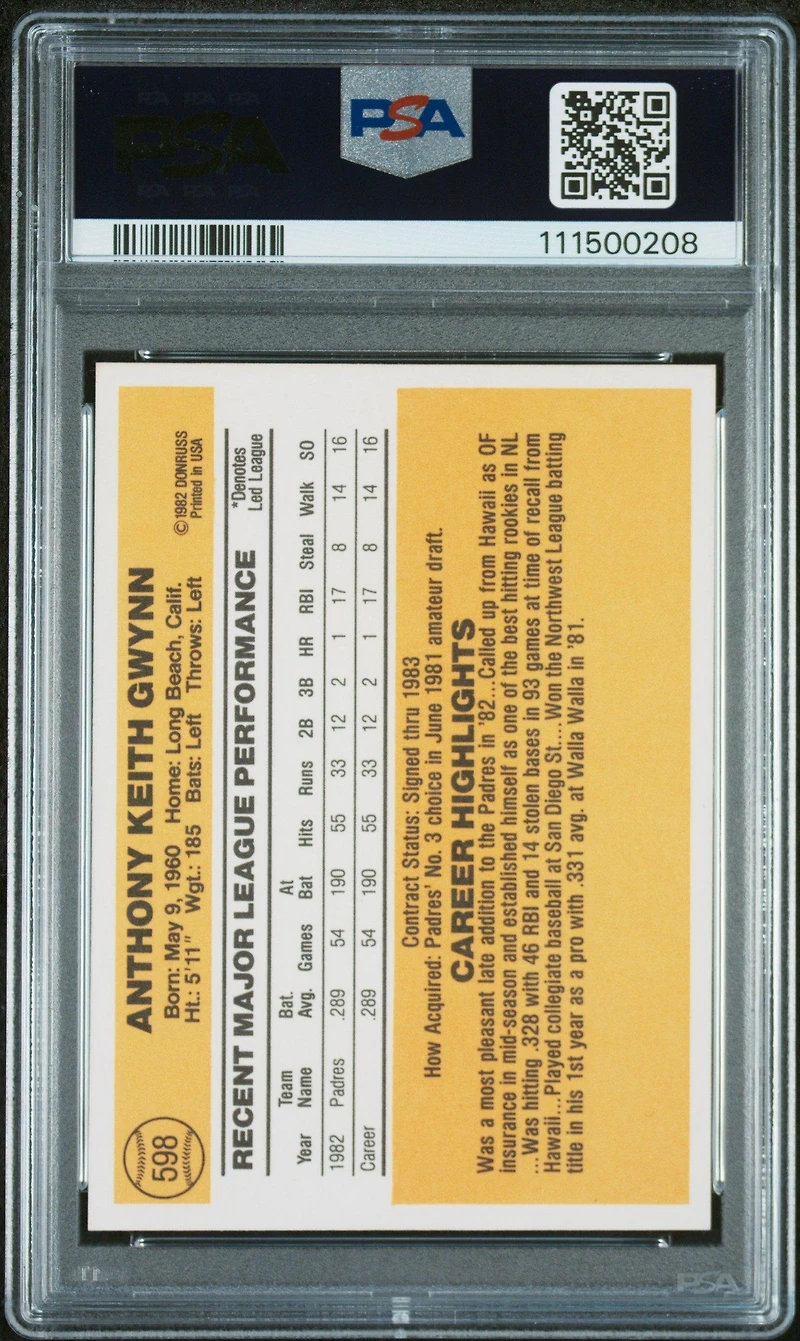 PSA
111500208
598
ANTHONY KEITH GWYNN
Born: May 9, 1960 Home: Long Beach, Calif.
Ht.: 5'11" Wgt.: 185 Bats: Left Throws: Left
©1982 DONRUSS
Printed in USA
RECENT MAJOR LEAGUE PERFORMANCE
*Denotes
Led League
Year Team Name Bat. Avg. Games At Bat Hits Runs 2B 3B HR RBI Steal Walk SO
1982 Padres .289 54 190 55 33 12 2 1 17 8 14 16
Career .289 54 190 55 33 12 2 1 17 8 14 16
Contract Status: Signed thru 1983
How Acquired: Padres' No. 3 choice in June 1981 amateur draft.
CAREER HIGHLIGHTS
Was a most pleasant late addition to the Padres in '82...Called up from Hawaii as OF
insurance in mid-season and established himself as one of the best hitting rookies in NL
...Was hitting .328 with 46 RBI and 14 stolen bases in 93 games at time of recall from
Hawaii...Played collegiate baseball at San Diego St....Won the Northwest League batting
title in his 1st year as a pro with .331 avg. at Walla Walla in '81.
PSA